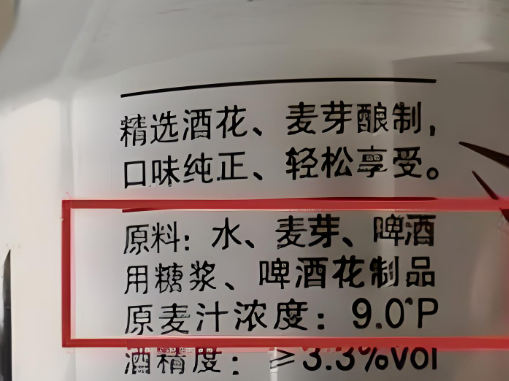 精选酒花、麦芽酿制,
口味纯正、轻松享受。
原料: 水、麦芽、啤酒
用糖浆、啤酒花制品
原麦汁浓度: 9.0°P
酒精度: ≥3.3%vol